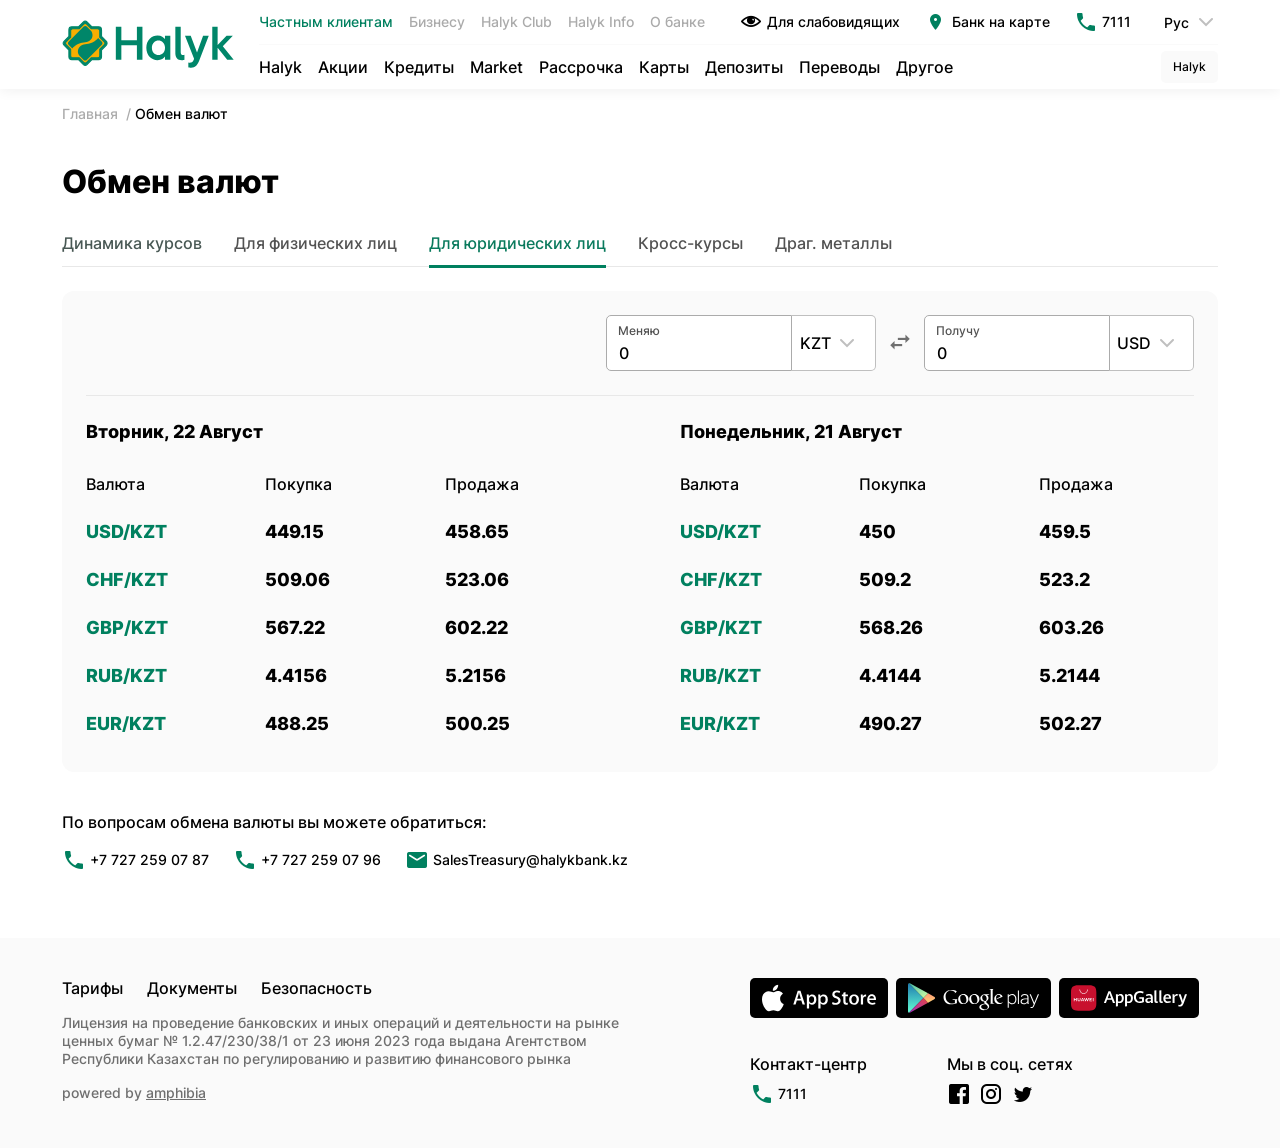 Halyk
Частным клиентам Бизнесу Halyk Club Halyk Info О банке Для слабовидящих Банк на карте 7111 Рус
Halyk Акции Кредиты Market Рассрочка Карты Депозиты Переводы Другое Halyk
Главная / Обмен валют
Обмен валют
Динамика курсов Для физических лиц Для юридических лиц Кросс-курсы Драг. металлы
Меняю Получу
0 KZT 0 USD
Вторник, 22 Август Понедельник, 21 Август
Валюта Покупка Продажа Валюта Покупка Продажа
USD/KZT 449.15 458.65 USD/KZT 450 459.5
CHF/KZT 509.06 523.06 CHF/KZT 509.2 523.2
GBP/KZT 567.22 602.22 GBP/KZT 568.26 603.26
RUB/KZT 4.4156 5.2156 RUB/KZT 4.4144 5.2144
EUR/KZT 488.25 500.25 EUR/KZT 490.27 502.27
По вопросам обмена валюты вы можете обратиться:
+7 727 259 07 87 +7 727 259 07 96 SalesTreasury@halykbank.kz
Тарифы Документы Безопасность
App Store Google play HUAWEI AppGallery
Лицензия на проведение банковских и иных операций и деятельности на рынке
ценных бумаг № 1.2.47/230/38/1 от 23 июня 2023 года выдана Агентством
Республики Казахстан по регулированию и развитию финансового рынка
powered by amphibia
Контакт-центр Мы в соц. сетях
7111